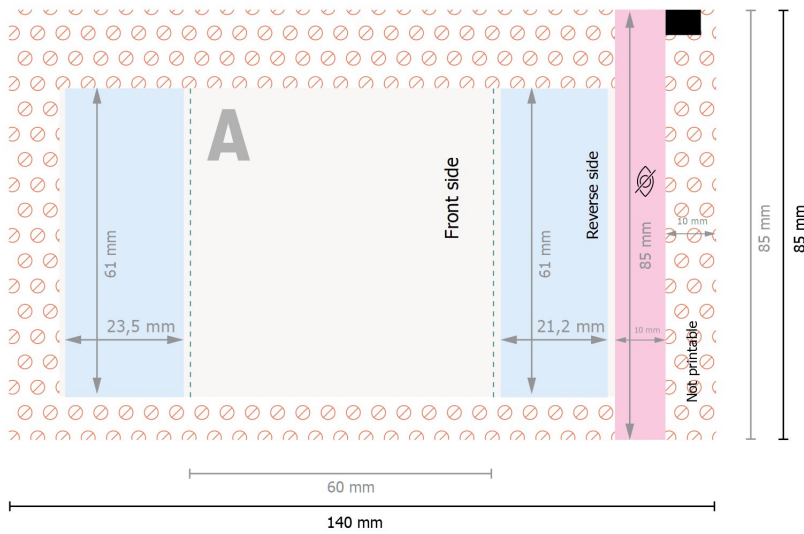 A
Front side
Reverse side
61 mm
23,5 mm
61 mm
21,2 mm
85 mm
10 mm
10 mm
Not printable
85 mm
85 mm
60 mm
140 mm